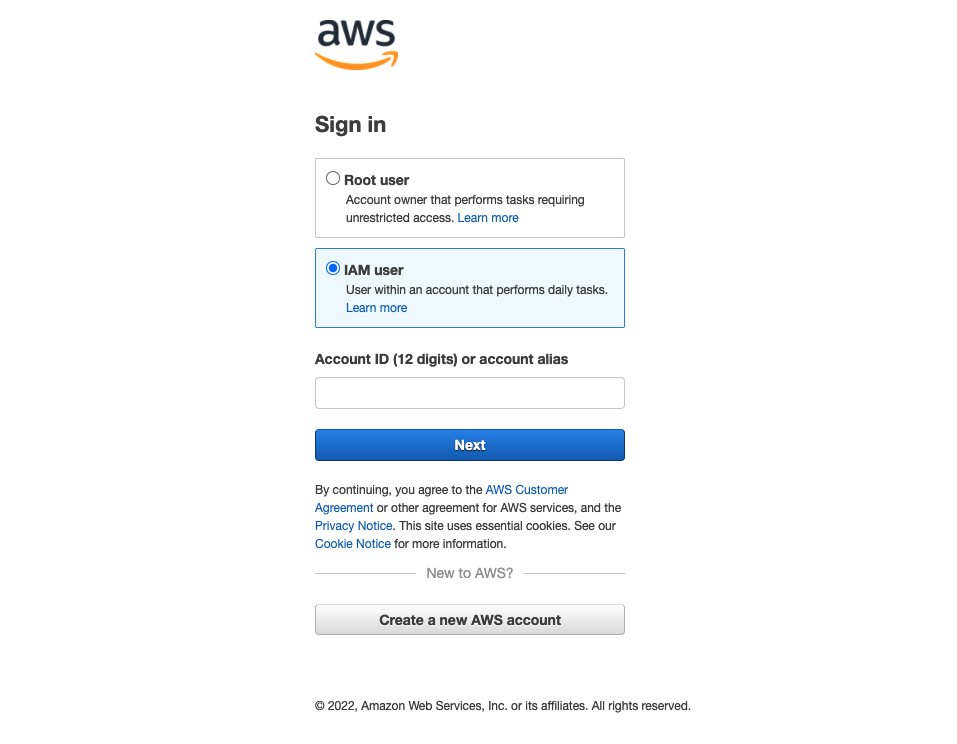 aws
Sign in
Root user
Account owner that performs tasks requiring
unrestricted access. Learn more
IAM user
User within an account that performs daily tasks.
Learn more
Account ID (12 digits) or account alias
Next
By continuing, you agree to the AWS Customer
Agreement or other agreement for AWS services, and the
Privacy Notice. This site uses essential cookies. See our
Cookie Notice for more information.
New to AWS?
Create a new AWS account
© 2022, Amazon Web Services, Inc. or its affiliates. All rights reserved.